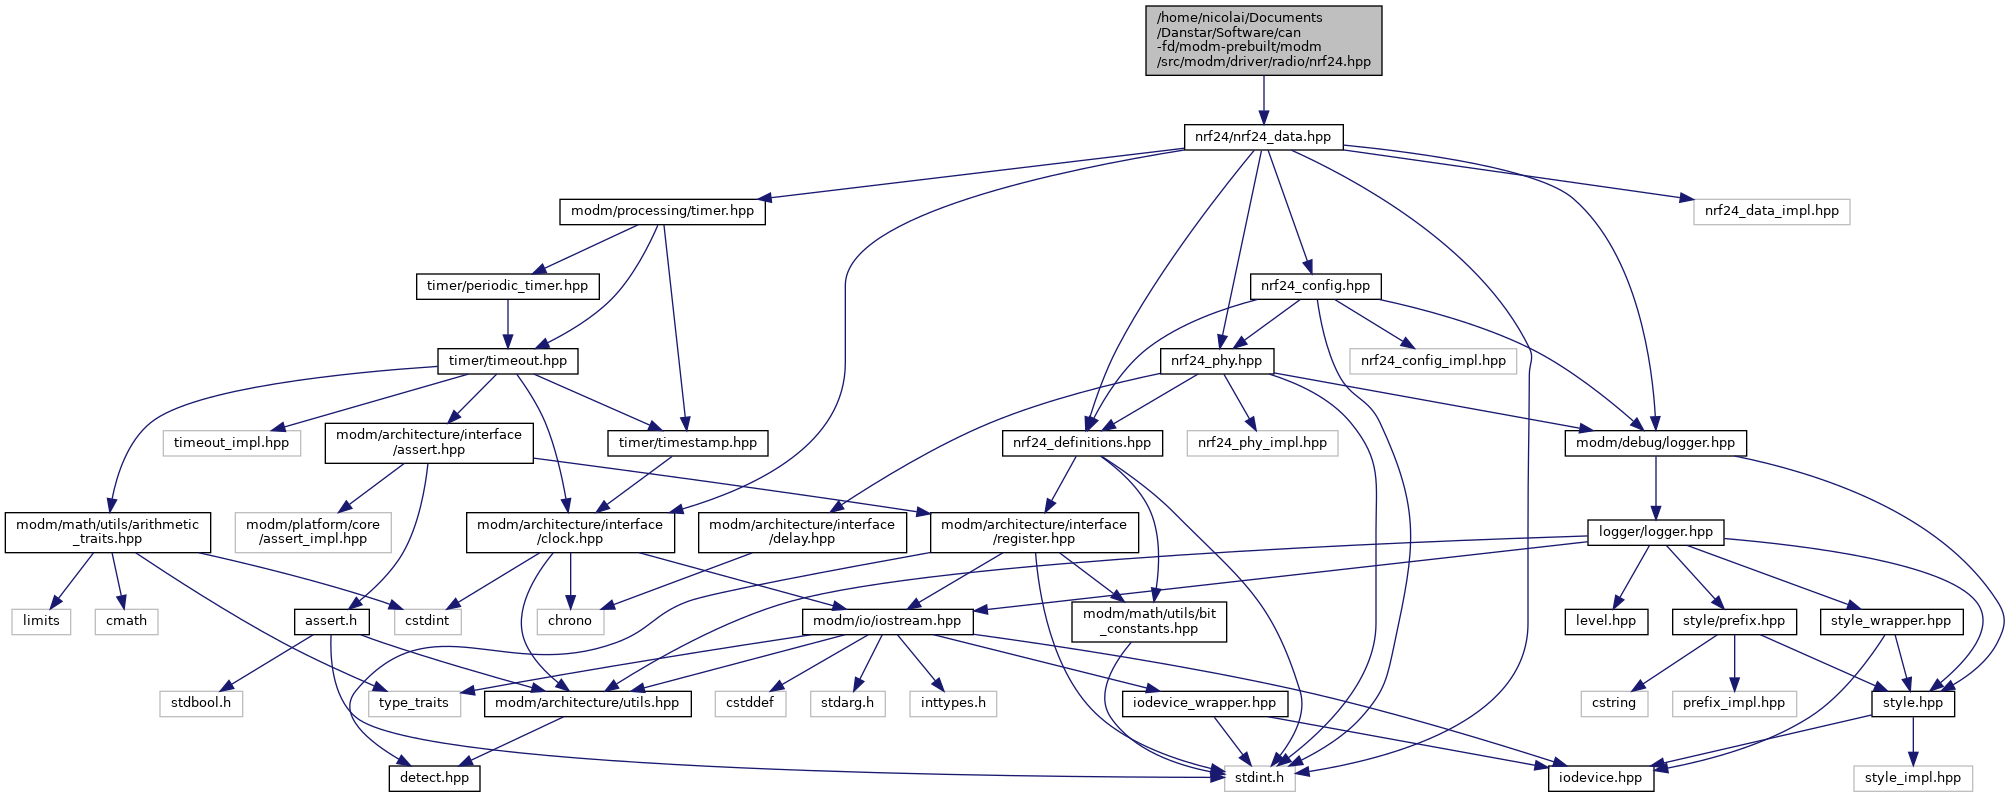 /home/nicolai/Documents
/Danstar/Software/can
-fd/modm-prebuilt/modm
/src/modm/driver/radio/nrf24.hpp
nrf24/nrf24_data.hpp
modm/processing/timer.hpp
nrf24_data_impl.hpp
timer/periodic_timer.hpp
nrf24_config.hpp
timer/timeout.hpp
nrf24_phy.hpp
nrf24_config_impl.hpp
timeout_impl.hpp
modm/architecture/interface
/assert.hpp
timer/timestamp.hpp
nrf24_definitions.hpp
nrf24_phy_impl.hpp
modm/debug/logger.hpp
modm/math/utils/arithmetic
_traits.hpp
modm/platform/core
/assert_impl.hpp
modm/architecture/interface
/clock.hpp
modm/architecture/interface
/delay.hpp
modm/architecture/interface
/register.hpp
logger/logger.hpp
limits
cmath
assert.h
cstdint
chrono
modm/io/iostream.hpp
modm/math/utils/bit
_constants.hpp
level.hpp
style/prefix.hpp
style_wrapper.hpp
stdbool.h
type_traits
modm/architecture/utils.hpp
cstddef
stdarg.h
inttypes.h
iodevice_wrapper.hpp
cstring
prefix_impl.hpp
style.hpp
detect.hpp
stdint.h
iodevice.hpp
style_impl.hpp